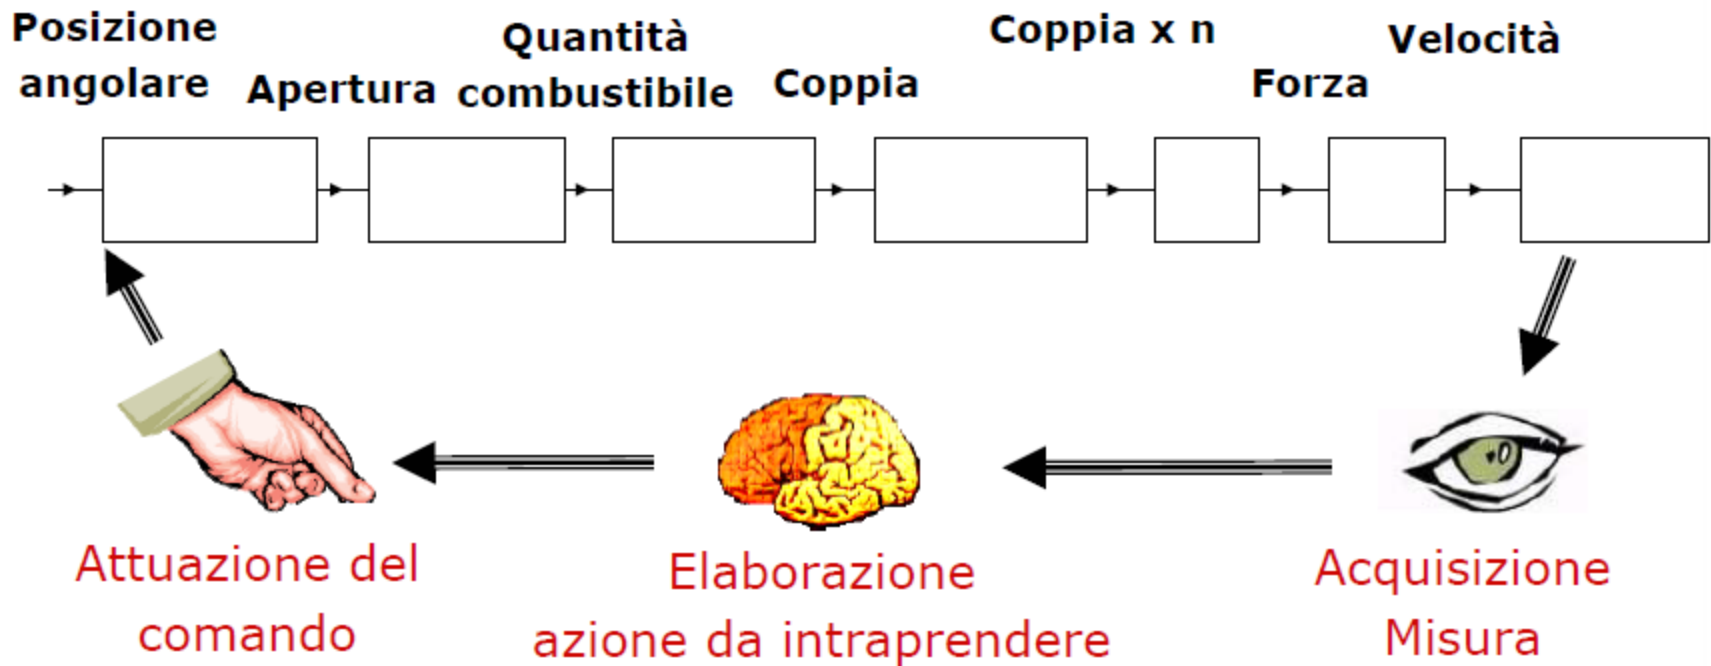 Posizione
angolare
Apertura
Quantità
combustibile
Coppia
Coppia x n
Forza
Velocità
Attuazione del
comando
Elaborazione
azione da intraprendere
Acquisizione
Misura